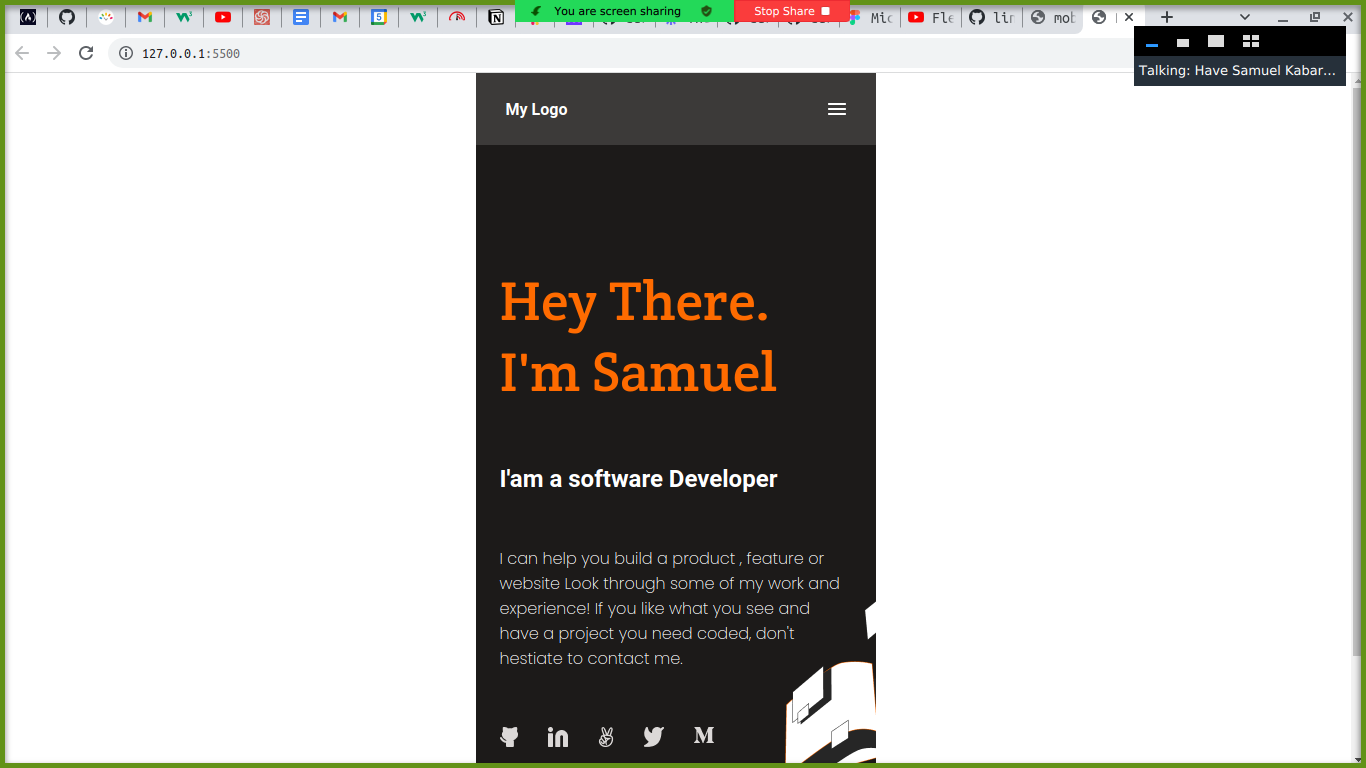 You are screen sharing
Stop Share
Mic
Fle
lir
mob
127.0.0.1:5500
Talking: Have Samuel Kabar...
My Logo
Hey There.
I'm Samuel
I'am a software Developer
I can help you build a product , feature or
website Look through some of my work and
experience! If you like what you see and
have a project you need coded, don't
hestiate to contact me.